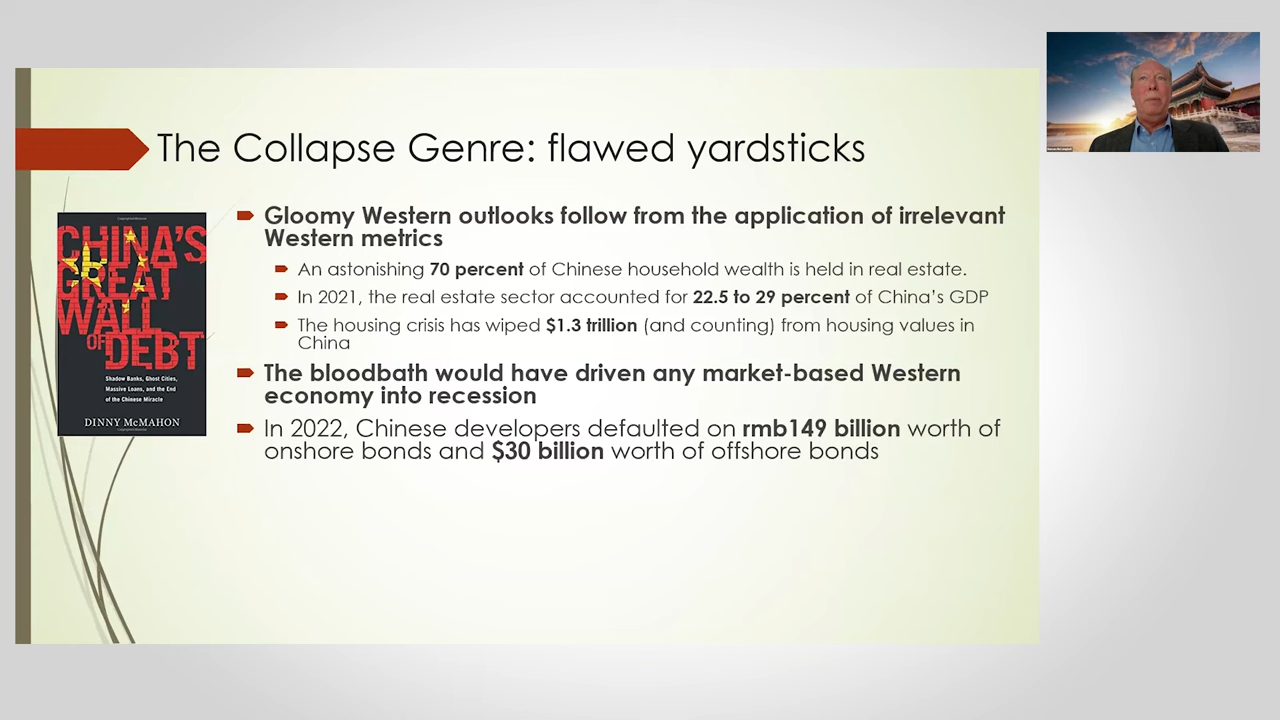 The Collapse Genre: flawed yardsticks
CHINA'S
GREAT
WALL
OF DEBT
Shadow Banks, Ghost Cities,
Massive Loans, and the End
of the Chinese Miracle
DINNY McMAHON
Gloomy Western outlooks follow from the application of irrelevant
Western metrics
An astonishing 70 percent of Chinese household wealth is held in real estate.
In 2021, the real estate sector accounted for 22.5 to 29 percent of China's GDP
The housing crisis has wiped $1.3 trillion (and counting) from housing values in
China
The bloodbath would have driven any market-based Western
economy into recession
In 2022, Chinese developers defaulted on rmb149 billion worth of
onshore bonds and $30 billion worth of offshore bonds